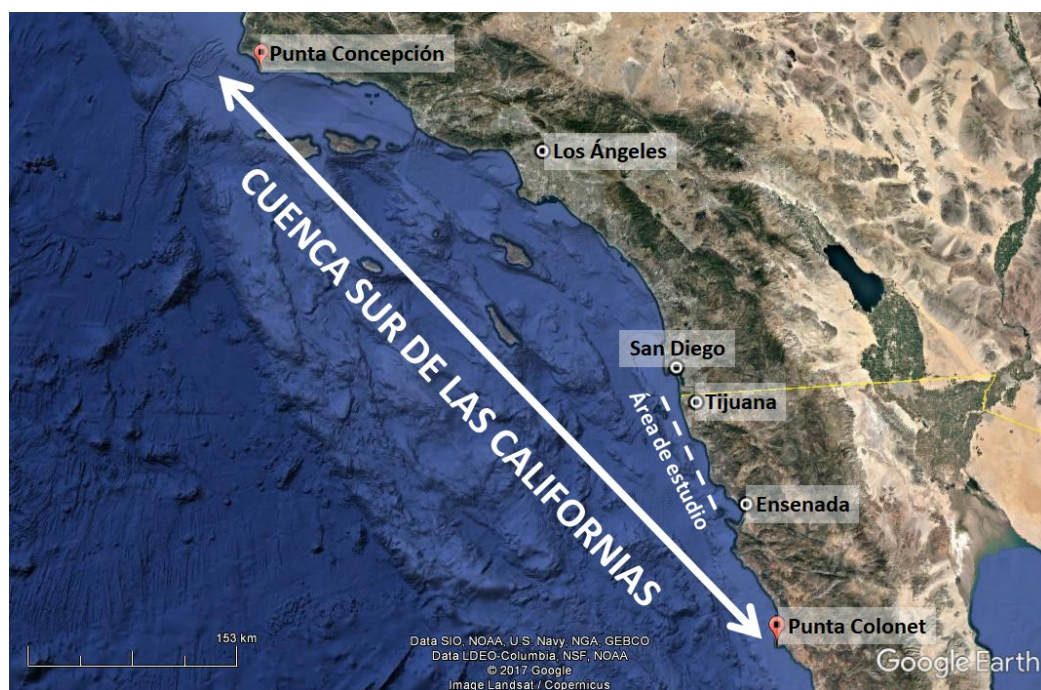 Punta Concepción
Los Ángeles
CUENCA SUR DE LAS CALIFORNIAS
San Diego
Tijuana
Área de estudio
Ensenada
Punta Colonet
153 km
Data SIO, NOAA, U.S. Navy, NGA, GEBCO
Data LDEO-Columbia, NSF, NOAA
© 2017 Google
Image Landsat / Copernicus
Google Earth